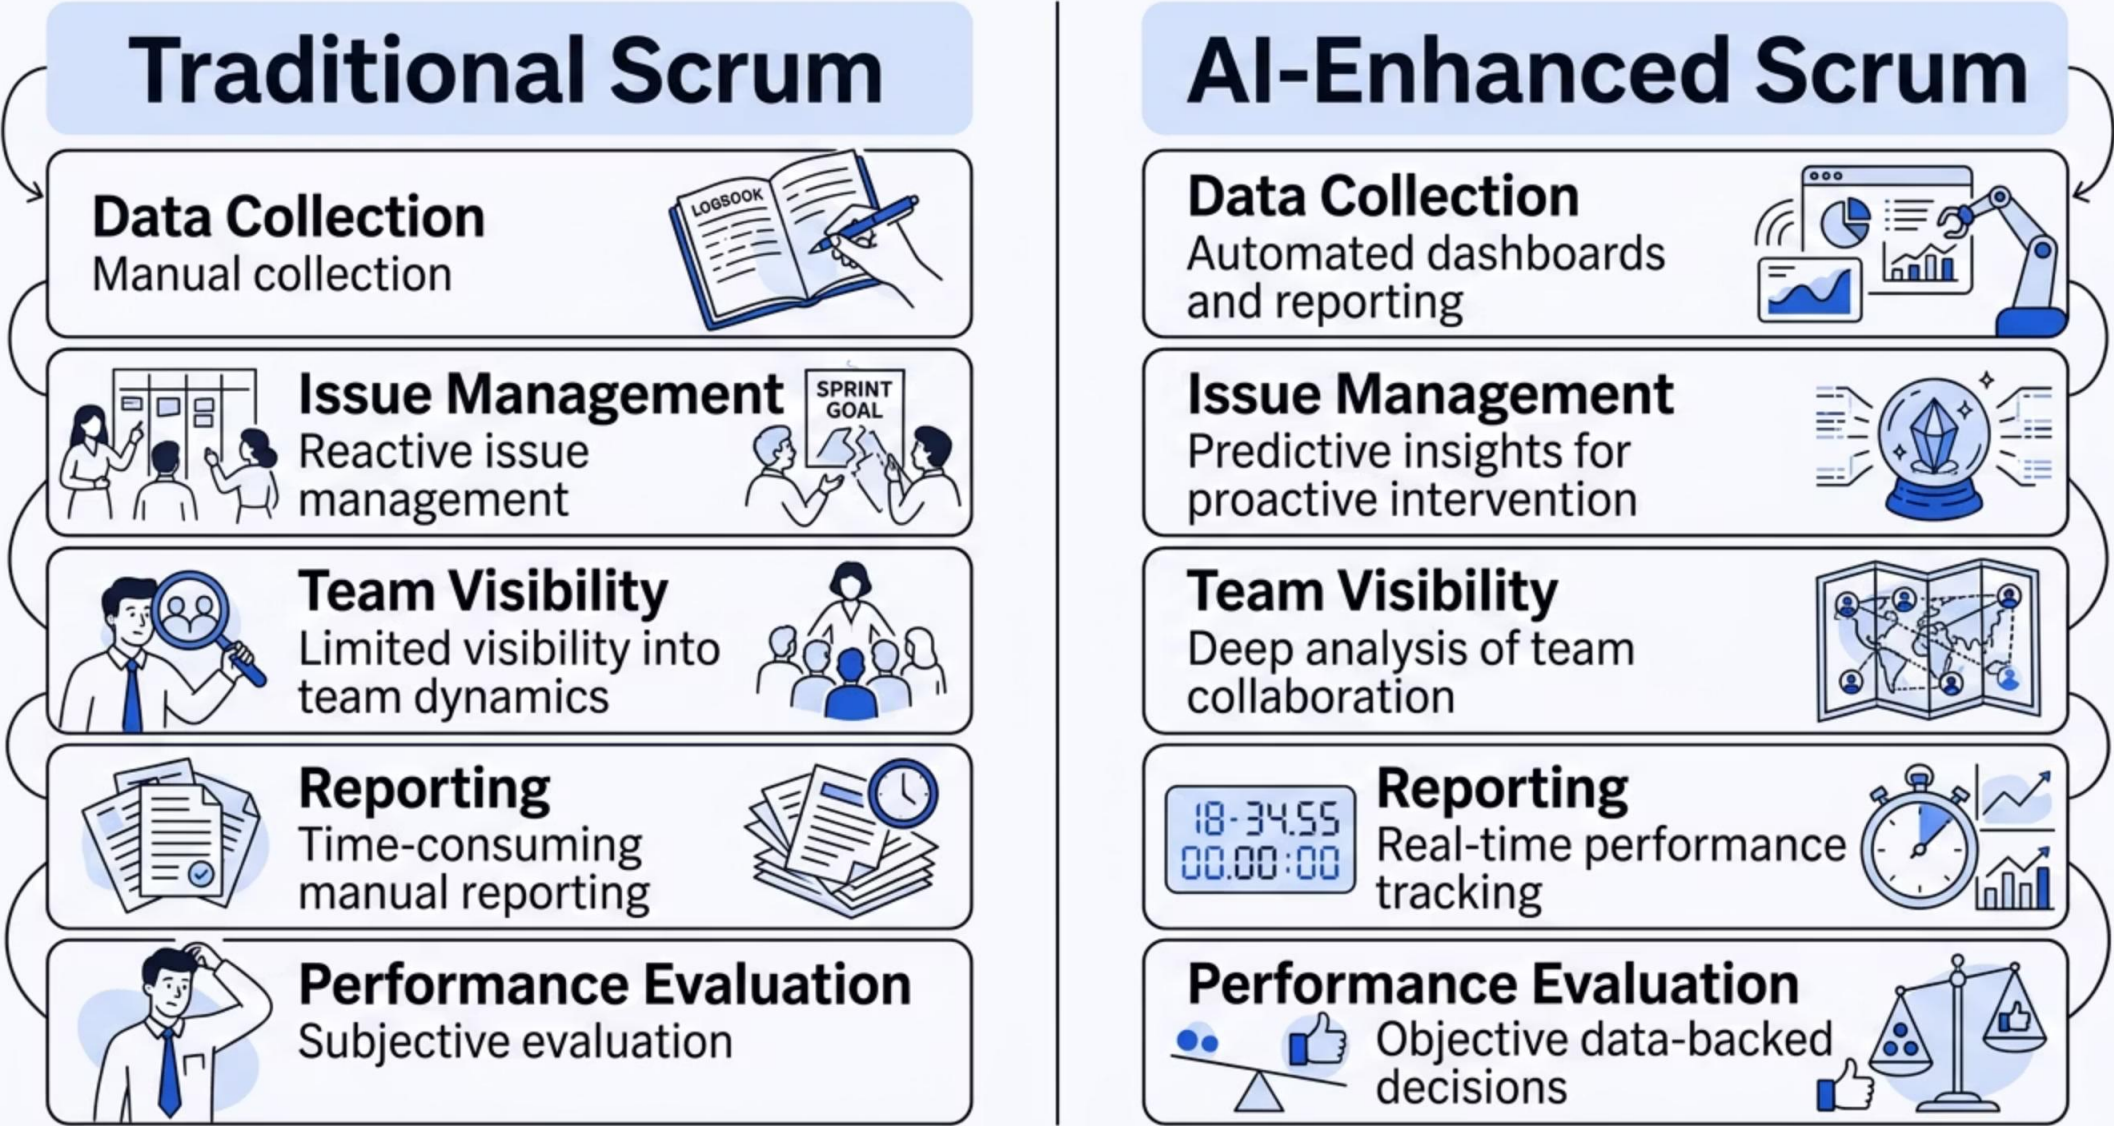 Traditional Scrum
Data Collection
Manual collection
LOGBOOK
Issue Management
Reactive issue
management
SPRINT
GOAL
Team Visibility
Limited visibility into
team dynamics
Reporting
Time-consuming
manual reporting
Performance Evaluation
Subjective evaluation
AI-Enhanced Scrum
Data Collection
Automated dashboards
and reporting
Issue Management
Predictive insights for
proactive intervention
Team Visibility
Deep analysis of team
collaboration
18-34.55
00.00:00
Reporting
Real-time performance
tracking
Performance Evaluation
Objective data-backed
decisions